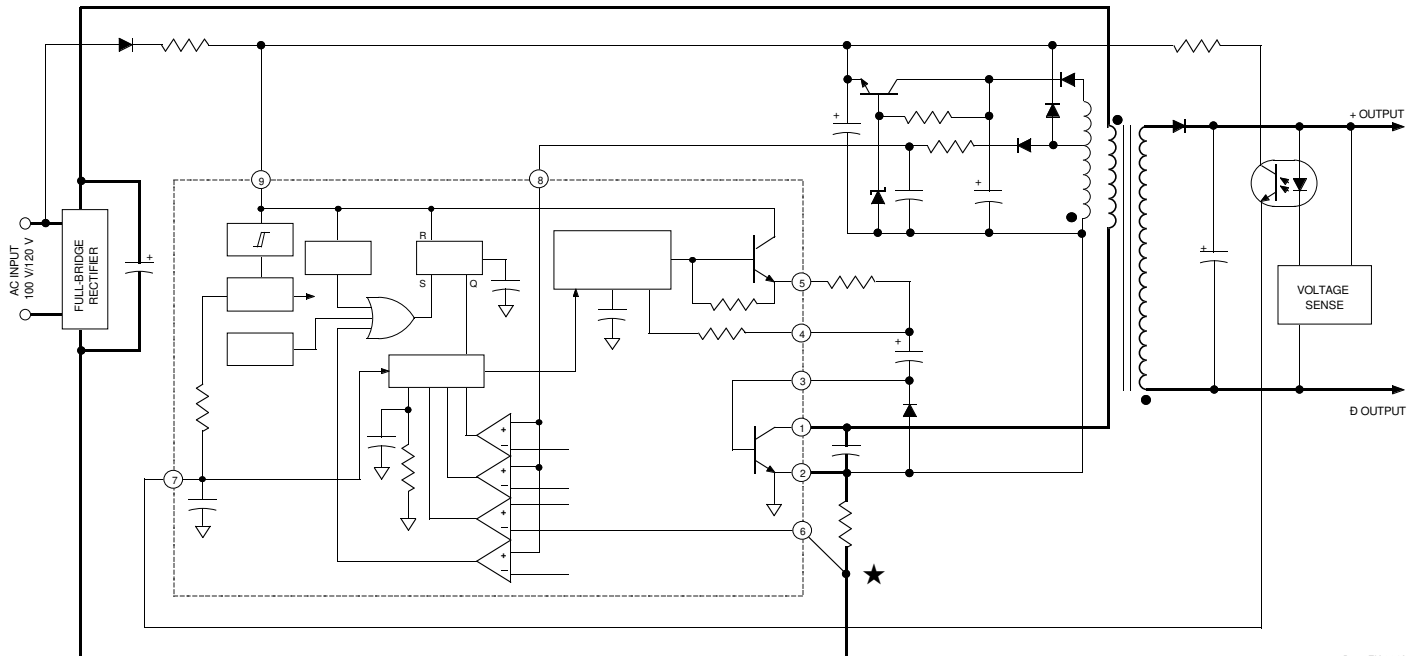 + OUTPUT
9
8
+
+
R
AC INPUT
100 V/120 V
FULL-BRIDGE
RECTIFIER
+
+
S
Q
5
VOLTAGE
SENSE
4
+
3
Ð OUTPUT
1
+
–
2
+
–
7
+
–
6
+
–